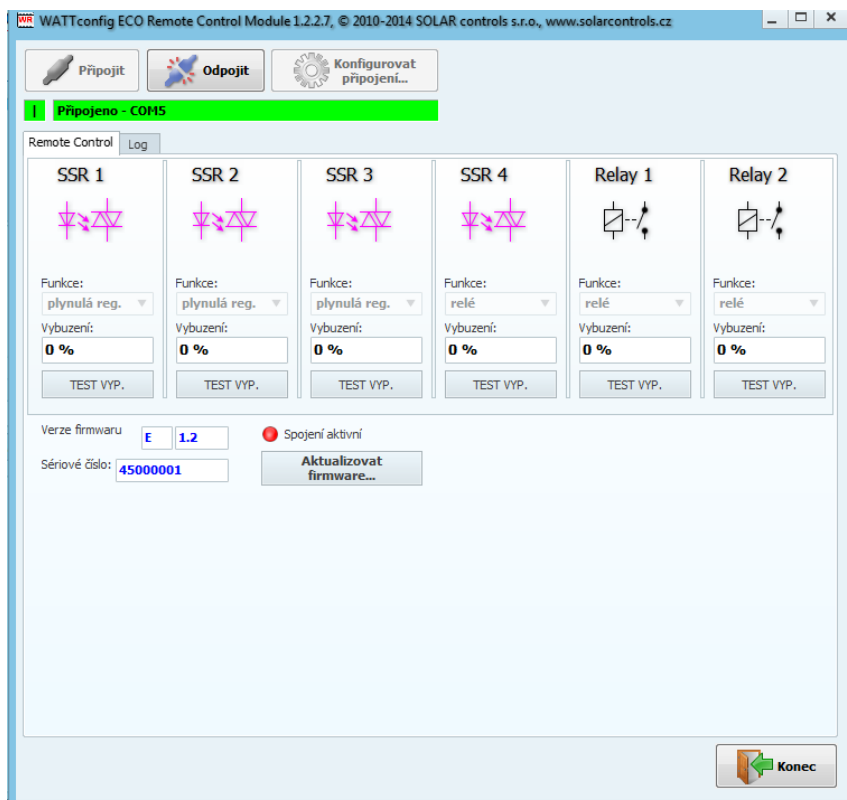 WR WATTconfig ECO Remote Control Module 1.2.2.7, © 2010-2014 SOLAR controls s.r.o., www.solarcontrols.cz
Připojit
Odpojit
Konfigurovat
připojení...
Připojeno - COM5
Remote Control Log
SSR 1 SSR 2 SSR 3 SSR 4 Relay 1 Relay 2
Funkce: Funkce: Funkce: Funkce: Funkce: Funkce:
plynulá reg. plynulá reg. plynulá reg. relé relé relé
Vybuzení: Vybuzení: Vybuzení: Vybuzení: Vybuzení: Vybuzení:
0 % 0 % 0 % 0 % 0 % 0 %
TEST VYP. TEST VYP. TEST VYP. TEST VYP. TEST VYP. TEST VYP.
Verze firmwaru E 1.2 Spojení aktivní
Sériové číslo: 45000001
Aktualizovat
firmware...
Konec